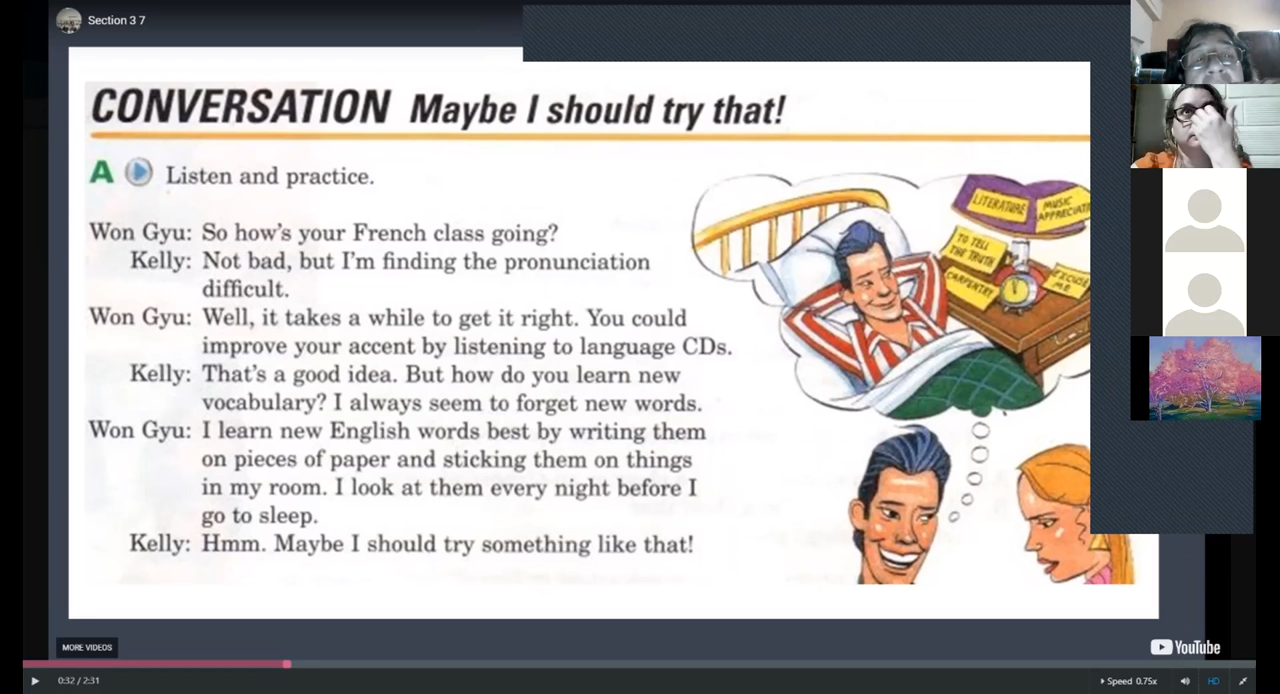 Section 3 7
CONVERSATION Maybe I should try that!
A Listen and practice.
Won Gyu: So how's your French class going?
Kelly: Not bad, but I'm finding the pronunciation
difficult.
Won Gyu: Well, it takes a while to get it right. You could
improve your accent by listening to language CDs.
Kelly: That's a good idea. But how do you learn new
vocabulary? I always seem to forget new words.
Won Gyu: I learn new English words best by writing them
on pieces of paper and sticking them on things
in my room. I look at them every night before I
go to sleep.
Kelly: Hmm. Maybe I should try something like that!
LITERATURE
MUSIC
TO TELL
THE TRUTH
CARPENTRY
EXCUSE
ME
MORE VIDEOS
YouTube
0:32 / 2:31
Speed 0.75x
HD